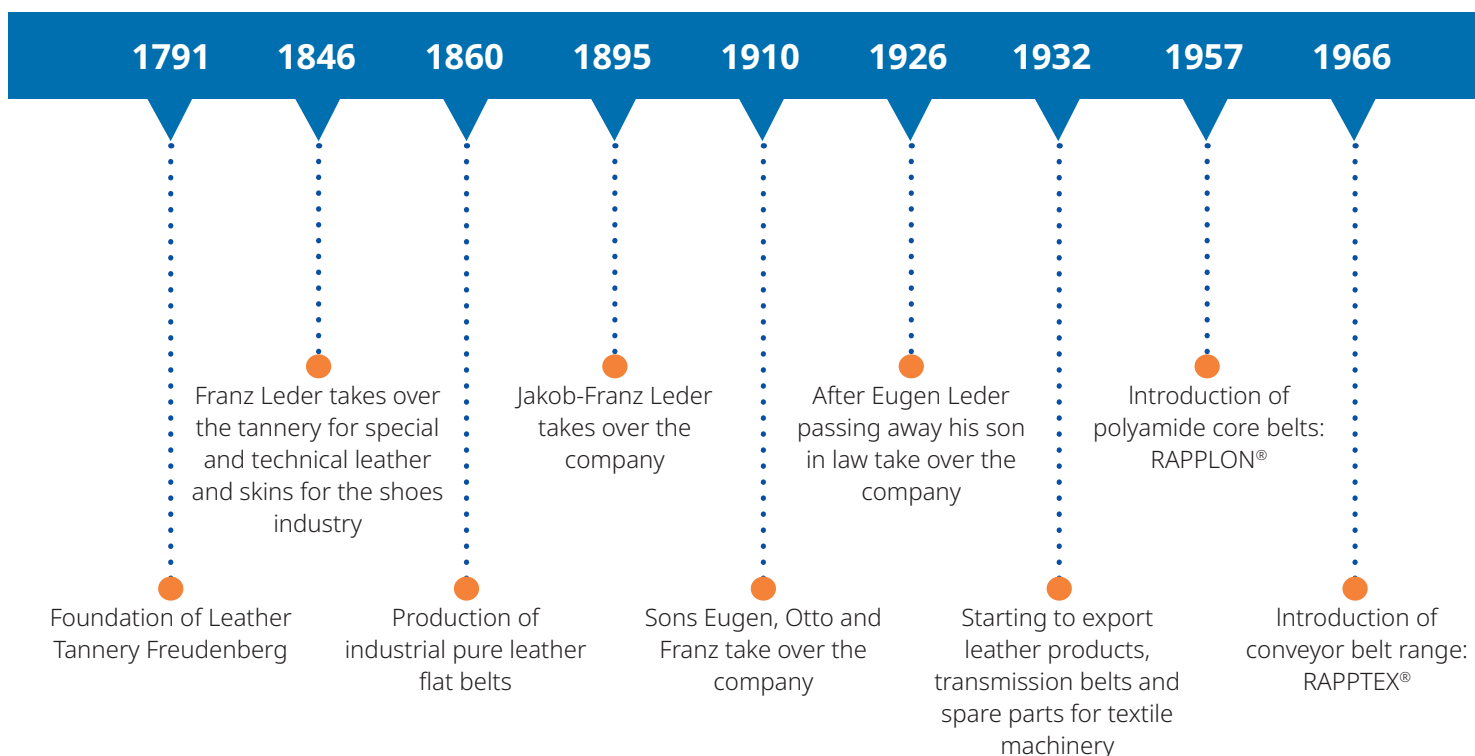 1791 1846 1860 1895 1910 1926 1932 1957 1966
Franz Leder takes over
the tannery for special
and technical leather
and skins for the shoes
industry
Jakob-Franz Leder
takes over the
company
After Eugen Leder
passing away his son
in law take over the
company
Introduction of
polyamide core belts:
RAPPLON®
Foundation of Leather
Tannery Freudenberg
Production of
industrial pure leather
flat belts
Sons Eugen, Otto and
Franz take over the
company
Starting to export
leather products,
transmission belts and
spare parts for textile
machinery
Introduction of
conveyor belt range:
RAPPTEX®